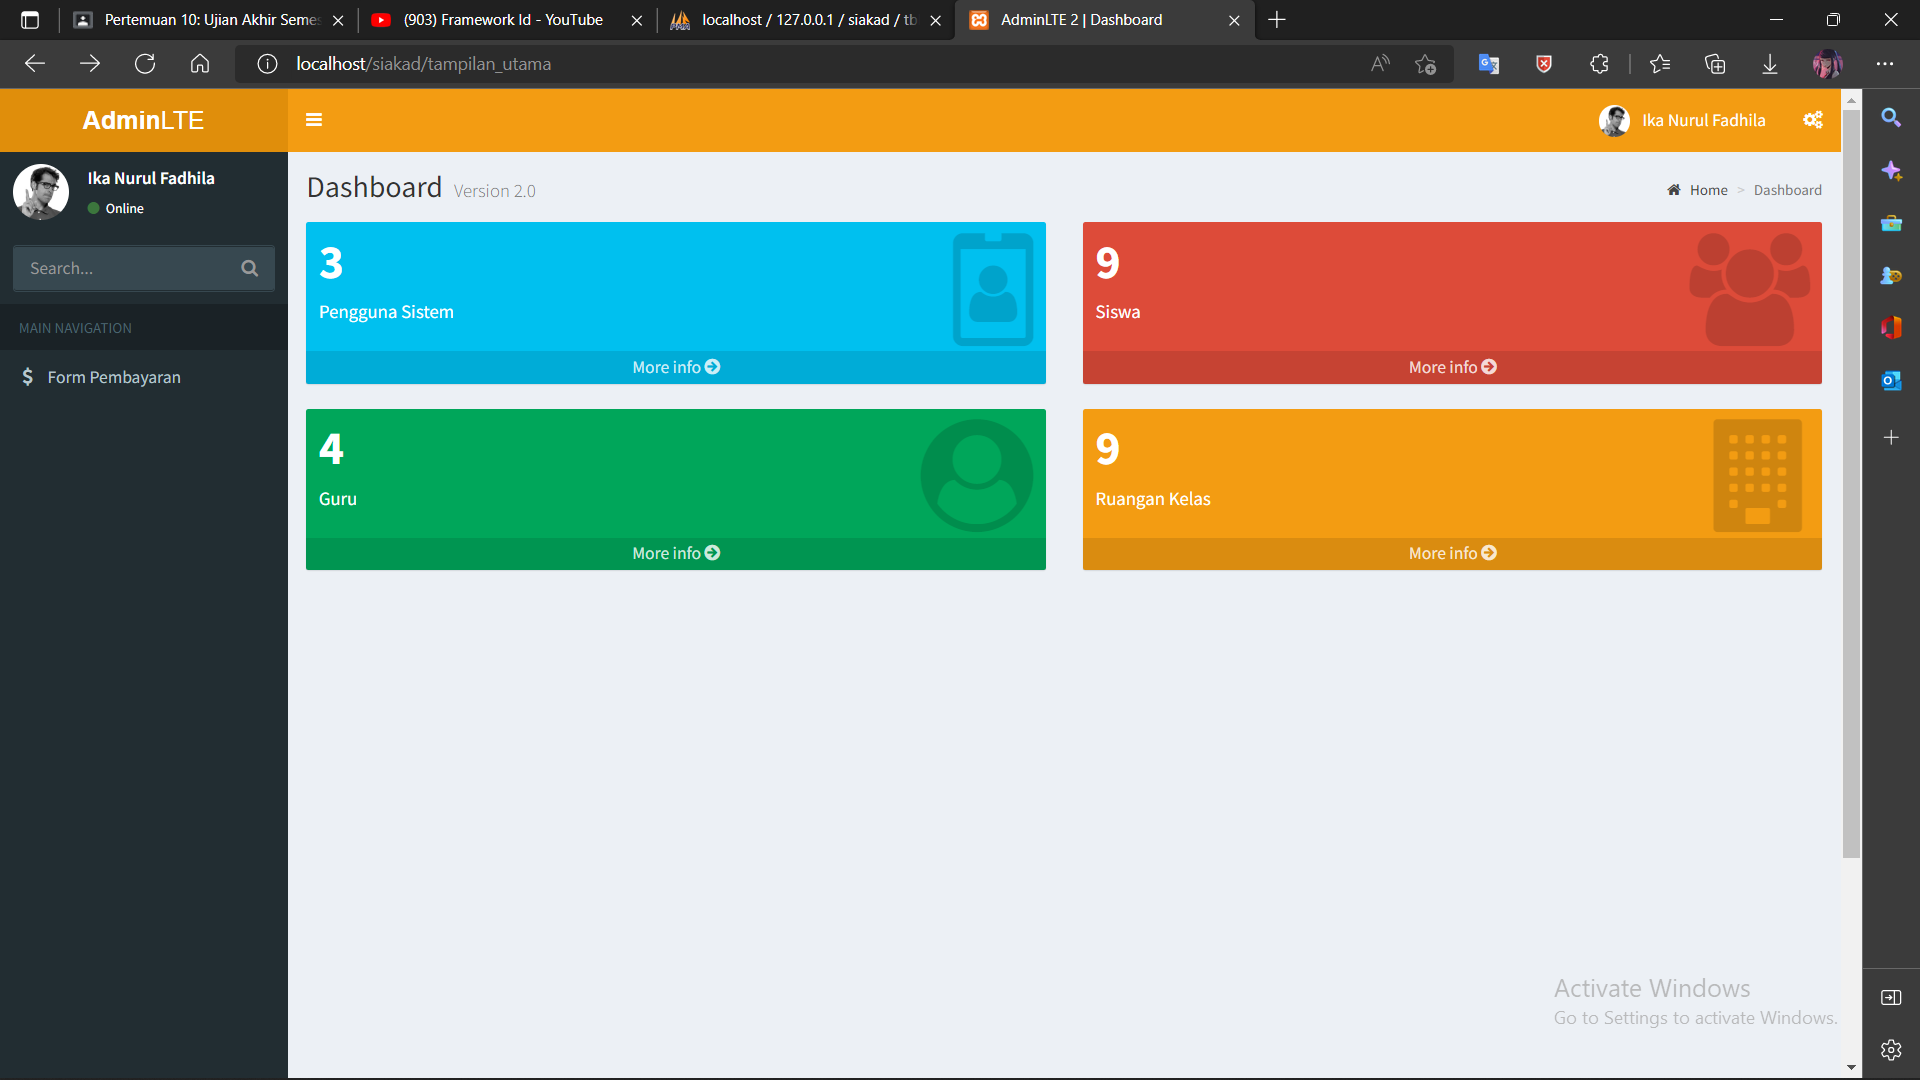 Pertemuan 10: Ujian Akhir Semes
(903) Framework Id - YouTube
localhost / 127.0.0.1 / siakad / tb
AdminLTE 2 | Dashboard
localhost/siakad/tampilan_utama
AdminLTE
Ika Nurul Fadhila
Ika Nurul Fadhila
Online
Dashboard Version 2.0
Home > Dashboard
Search...
MAIN NAVIGATION
Form Pembayaran
3
Pengguna Sistem
More info
9
Siswa
More info
4
Guru
More info
9
Ruangan Kelas
More info
Activate Windows
Go to Settings to activate Windows.